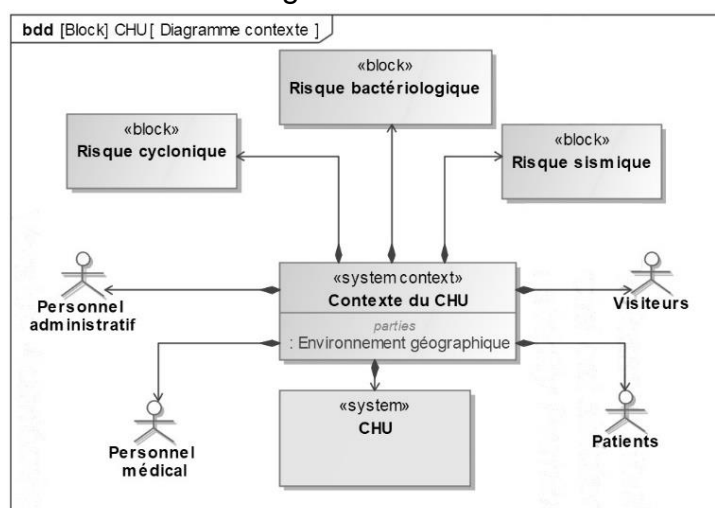 bdd [Block] CHU[ Diagramme contexte ]
«block»
Risque bactériologique
«block»
Risque cyclonique
«block»
Risque sismique
«system context»
Contexte du CHU
parties
: Environnement géographique
Personnel
administratif
Visiteurs
Personnel
médical
«system»
CHU
Patients